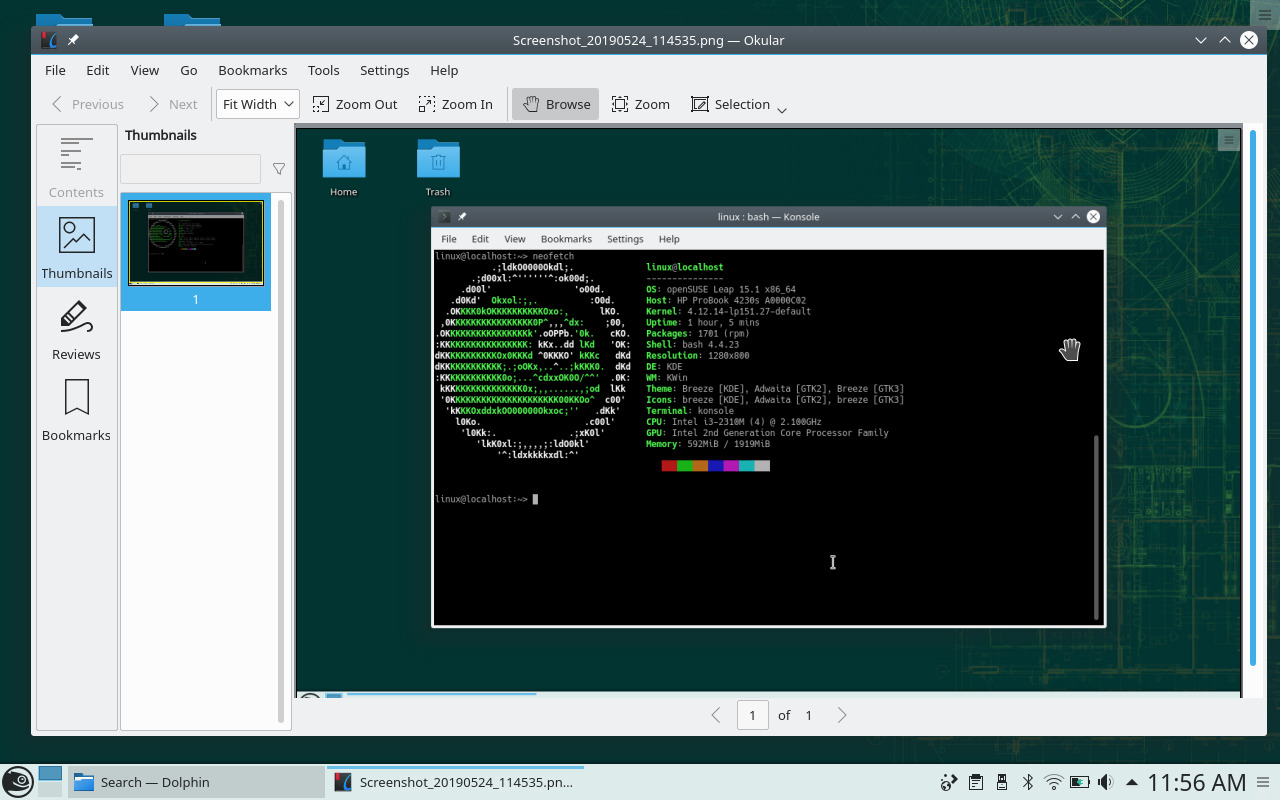 Screenshot_20190524_114535.png — Okular
File Edit View Go Bookmarks Tools Settings Help
Previous Next Fit Width Zoom Out Zoom In Browse Zoom Selection
Contents
Thumbnails
Reviews
Bookmarks
Thumbnails
1
Home Trash
linux : bash — Konsole
File Edit View Bookmarks Settings Help
linux@localhost:~> neofetch
linux@localhost
---------------
OS: openSUSE Leap 15.1 x86_64
Host: HP ProBook 4230s A0000C02
Kernel: 4.12.14-lp151.27-default
Uptime: 1 hour, 5 mins
Packages: 1701 (rpm)
Shell: bash 4.4.23
Resolution: 1280x800
DE: KDE
WM: KWin
Theme: Breeze [KDE], Adwaita [GTK2], Breeze [GTK3]
Icons: breeze [KDE], Adwaita [GTK2], breeze [GTK3]
Terminal: konsole
CPU: Intel i3-2310M (4) @ 2.100GHz
GPU: Intel 2nd Generation Core Processor Family
Memory: 592MiB / 1919MiB
linux@localhost:~>
1 of 1
Search — Dolphin
Screenshot_20190524_114535.pn...
11:56 AM